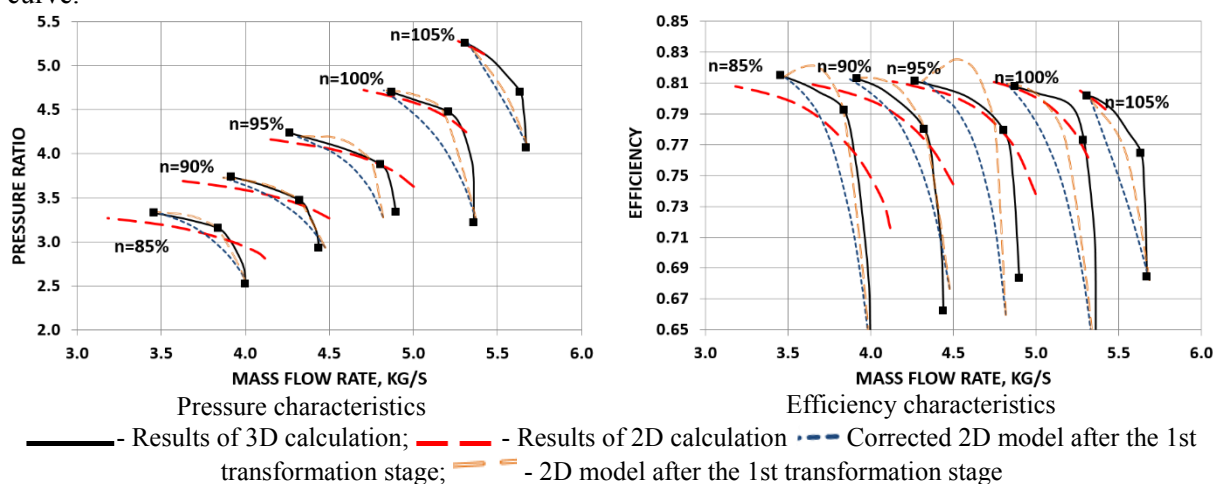 curve.
5.5
5.0
4.5
4.0
3.5
3.0
2.5
2.0
PRESSURE RATIO
n=105%
n=100%
n=95%
n=90%
n=85%
3.0 3.5 4.0 4.5 5.0 5.5 6.0
MASS FLOW RATE, KG/S
0.85
0.83
0.81
0.79
0.77
0.75
0.73
0.71
0.69
0.67
0.65
EFFICIENCY
n=85%
n=90%
n=95%
n=100%
n=105%
3.0 3.5 4.0 4.5 5.0 5.5 6.0
MASS FLOW RATE, KG/S
Pressure characteristics
Efficiency characteristics
- Results of 3D calculation; - Results of 2D calculation - Corrected 2D model after the 1st
transformation stage; - 2D model after the 1st transformation stage